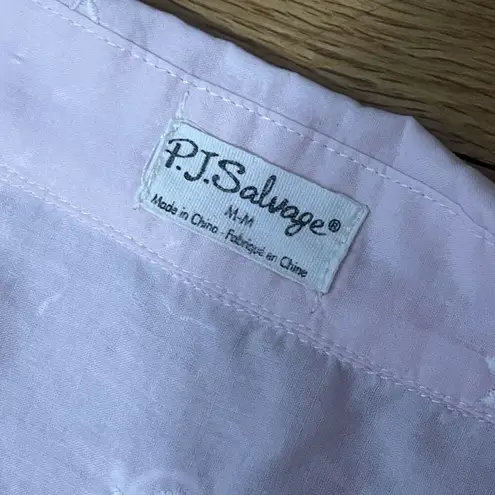 P.J.Salvage®
M-M
Made in China - Fabriqué en Chine